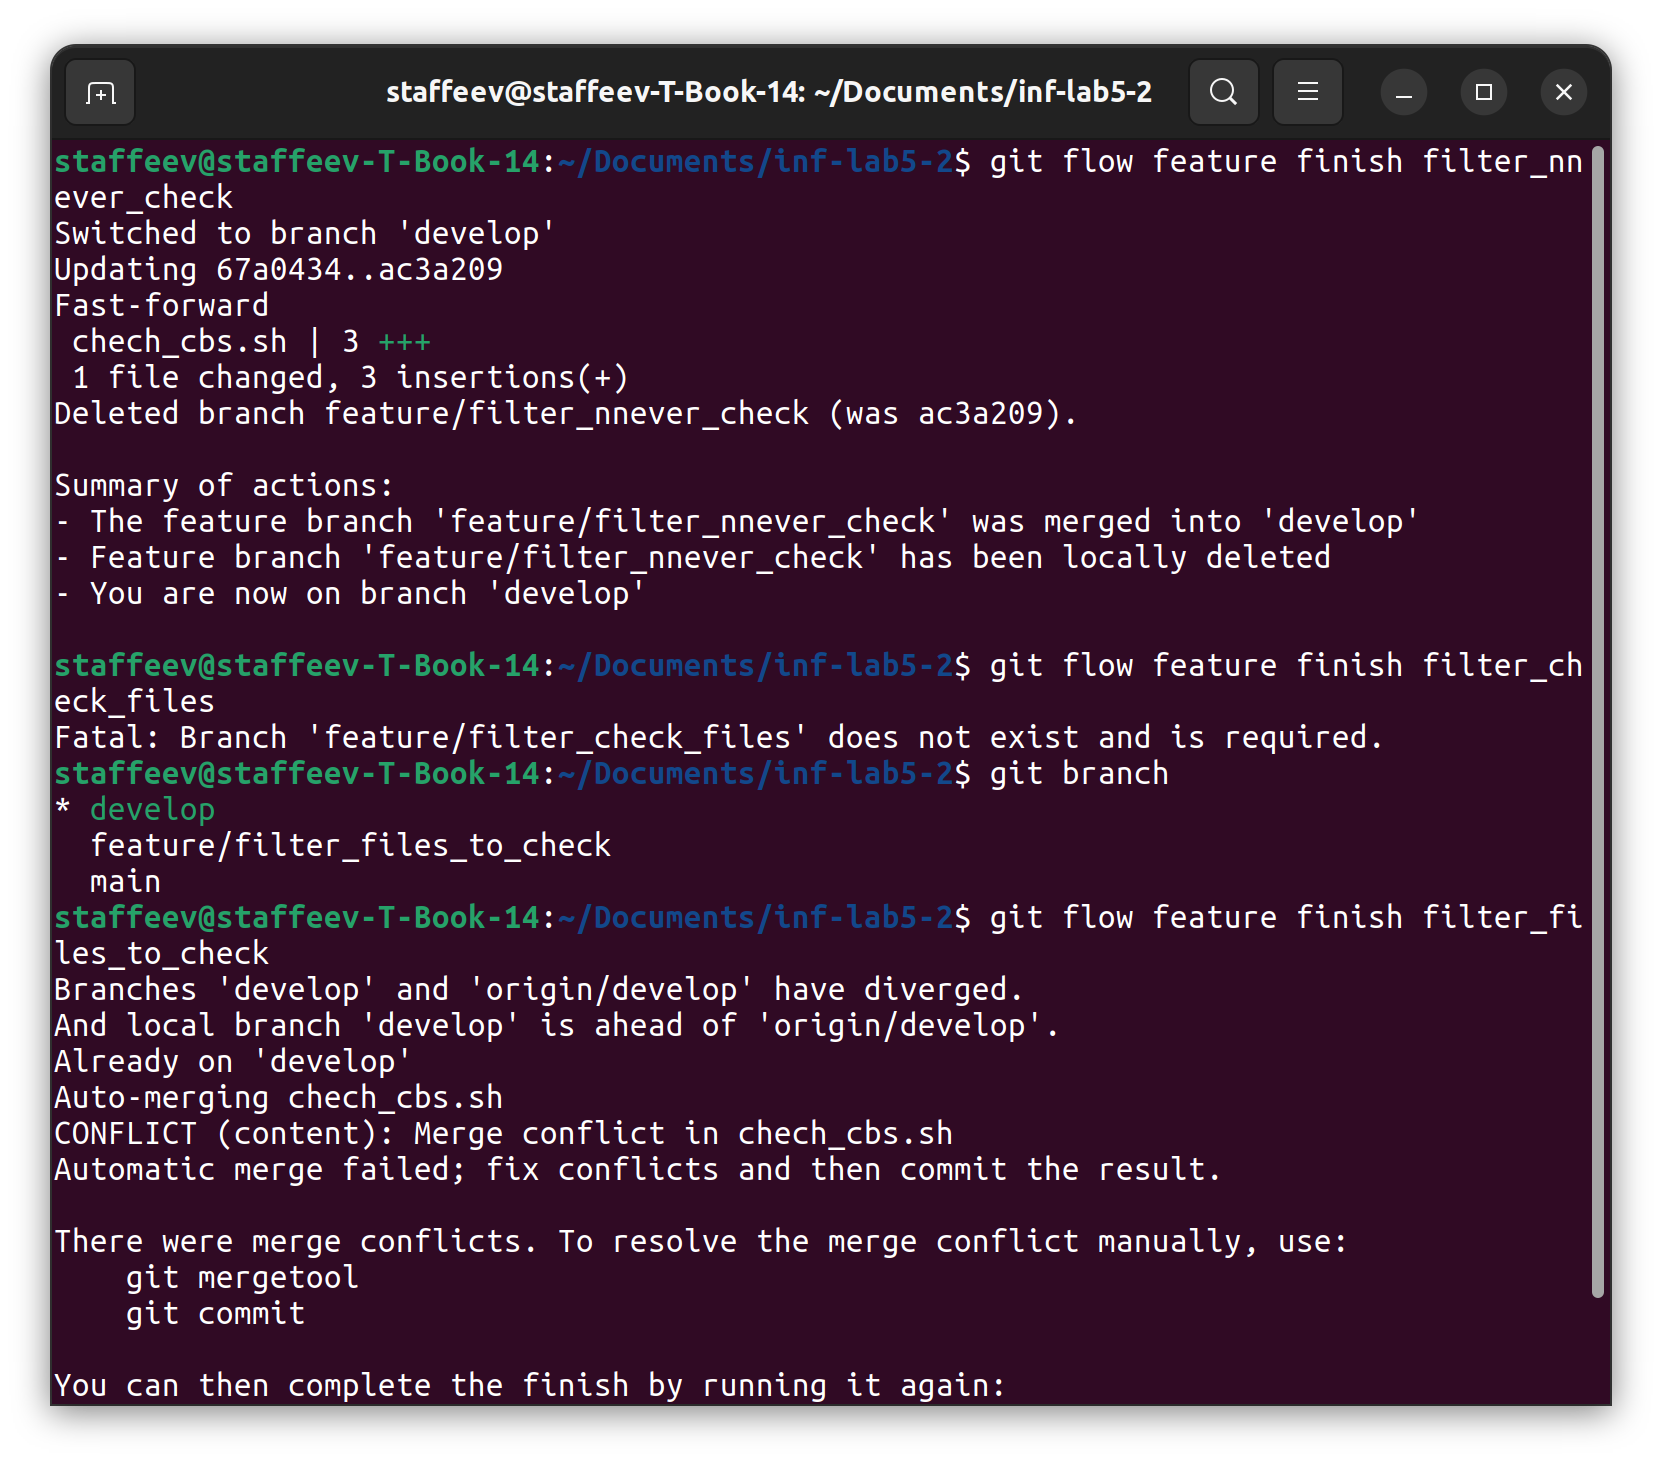 staffeev@staffeev-T-Book-14: ~/Documents/inf-lab5-2
staffeev@staffeev-T-Book-14:~/Documents/inf-lab5-2$ git flow feature finish filter_nn
ever_check
Switched to branch 'develop'
Updating 67a0434..ac3a209
Fast-forward
 chech_cbs.sh | 3 +++
 1 file changed, 3 insertions(+)
Deleted branch feature/filter_nnever_check (was ac3a209).

Summary of actions:
- The feature branch 'feature/filter_nnever_check' was merged into 'develop'
- Feature branch 'feature/filter_nnever_check' has been locally deleted
- You are now on branch 'develop'

staffeev@staffeev-T-Book-14:~/Documents/inf-lab5-2$ git flow feature finish filter_ch
eck_files
Fatal: Branch 'feature/filter_check_files' does not exist and is required.
staffeev@staffeev-T-Book-14:~/Documents/inf-lab5-2$ git branch
* develop
  feature/filter_files_to_check
  main
staffeev@staffeev-T-Book-14:~/Documents/inf-lab5-2$ git flow feature finish filter_fi
les_to_check
Branches 'develop' and 'origin/develop' have diverged.
And local branch 'develop' is ahead of 'origin/develop'.
Already on 'develop'
Auto-merging chech_cbs.sh
CONFLICT (content): Merge conflict in chech_cbs.sh
Automatic merge failed; fix conflicts and then commit the result.

There were merge conflicts. To resolve the merge conflict manually, use:
    git mergetool
    git commit

You can then complete the finish by running it again: